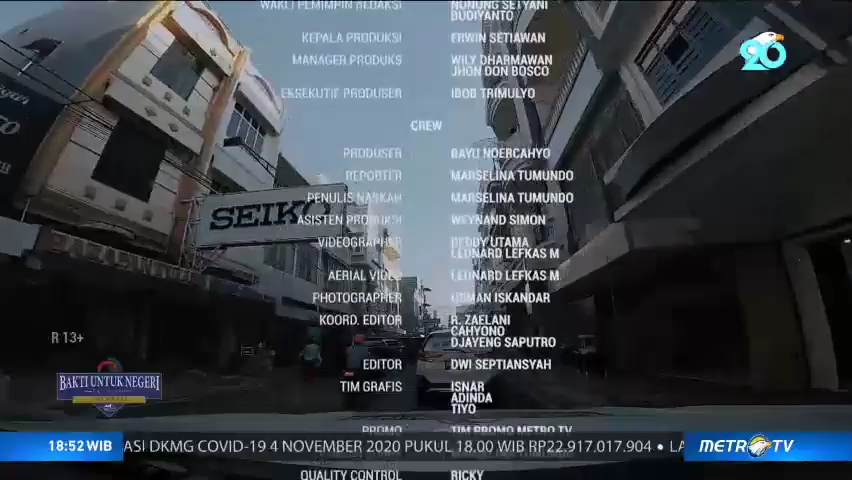 WAKIL PEMIMPIN REDAKSI NUNUNG SETYANI
BUDIYANTO
KEPALA PRODUKSI ERWIN SETIAWAN
MANAGER PRODUKS WILY DHARMAWAN
JHON DON BOSCO
EKSEKUTIF PRODUSER IBOB TRIMULYO
CREW
PRODUSER BAYU NOERCAHYO
REPORTER MARSELINA TUMUNDO
PENULIS NASKAH MARSELINA TUMUNDO
ASISTEN PRODUKSI WEYNAND SIMON
VIDEOGRAPHER DEDDY UTAMA
LEONARD LEFKAS M
AERIAL VIDEO LEONARD LEFKAS M
PHOTOGRAPHER USMAN ISKANDAR
KOORD. EDITOR R. ZAELANI
CAHYONO
DJAYENG SAPUTRO
EDITOR DWI SEPTIANSYAH
TIM GRAFIS ISNAR
ADINDA
TIYO
PROMO TIM PROMO METRO TV
QUALITY CONTROL RICKY
SEIKO
20
R 13+
BAKTI UNTUK NEGERI
18:52 WIB
ASI DKMG COVID-19 4 NOVEMBER 2020 PUKUL 18.00 WIB RP22.917.017.904 • LA
METRO TV